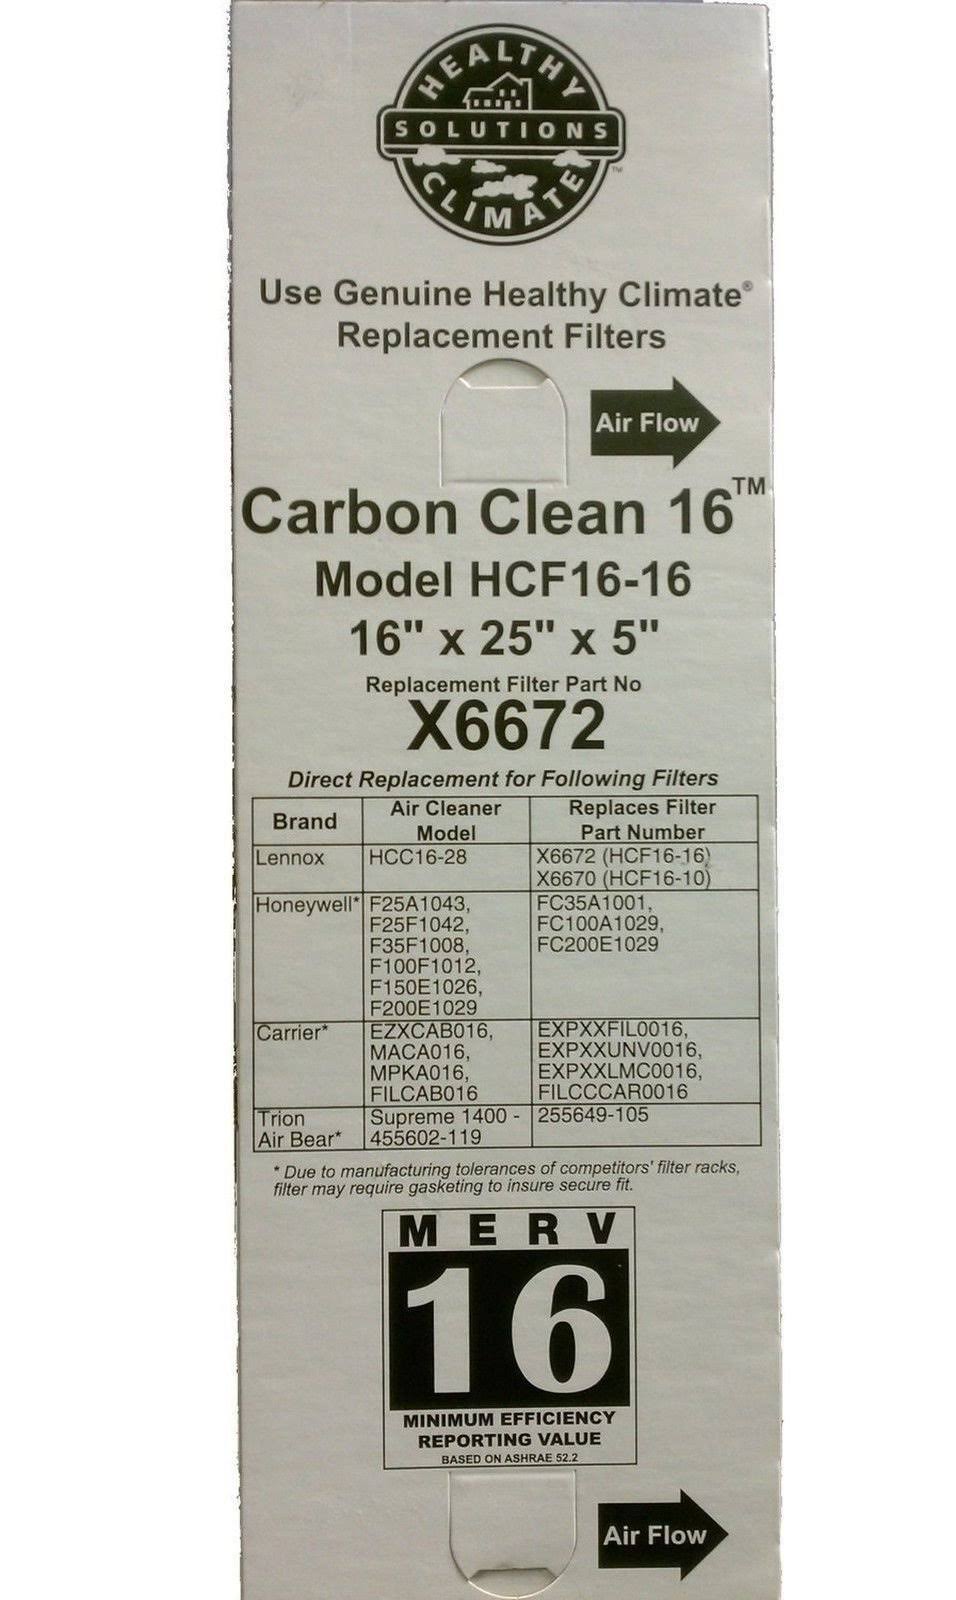 HEALTHY
SOLUTIONS
CLIMATE
TM
Use Genuine Healthy Climate®
Replacement Filters
Air Flow
Carbon Clean 16™
Model HCF16-16
16" x 25" x 5"
Replacement Filter Part No
X6672
Direct Replacement for Following Filters
Brand
Air Cleaner
Model
Replaces Filter
Part Number
Lennox
HCC16-28
X6672 (HCF16-16)
X6670 (HCF16-10)
Honeywell*
F25A1043,
F25F1042,
F35F1008,
F100F1012,
F150E1026,
F200E1029
FC35A1001,
FC100A1029,
FC200E1029
Carrier*
EZXCAB016,
MACA016,
MPKA016,
FILCAB016
EXPXXFIL0016,
EXPXXUNV0016,
EXPXXLMC0016,
FILCCCAR0016
Trion
Air Bear*
Supreme 1400 -
455602-119
255649-105
* Due to manufacturing tolerances of competitors' filter racks,
filter may require gasketing to insure secure fit.
MERV
16
MINIMUM EFFICIENCY
REPORTING VALUE
BASED ON ASHRAE 52.2
Air Flow